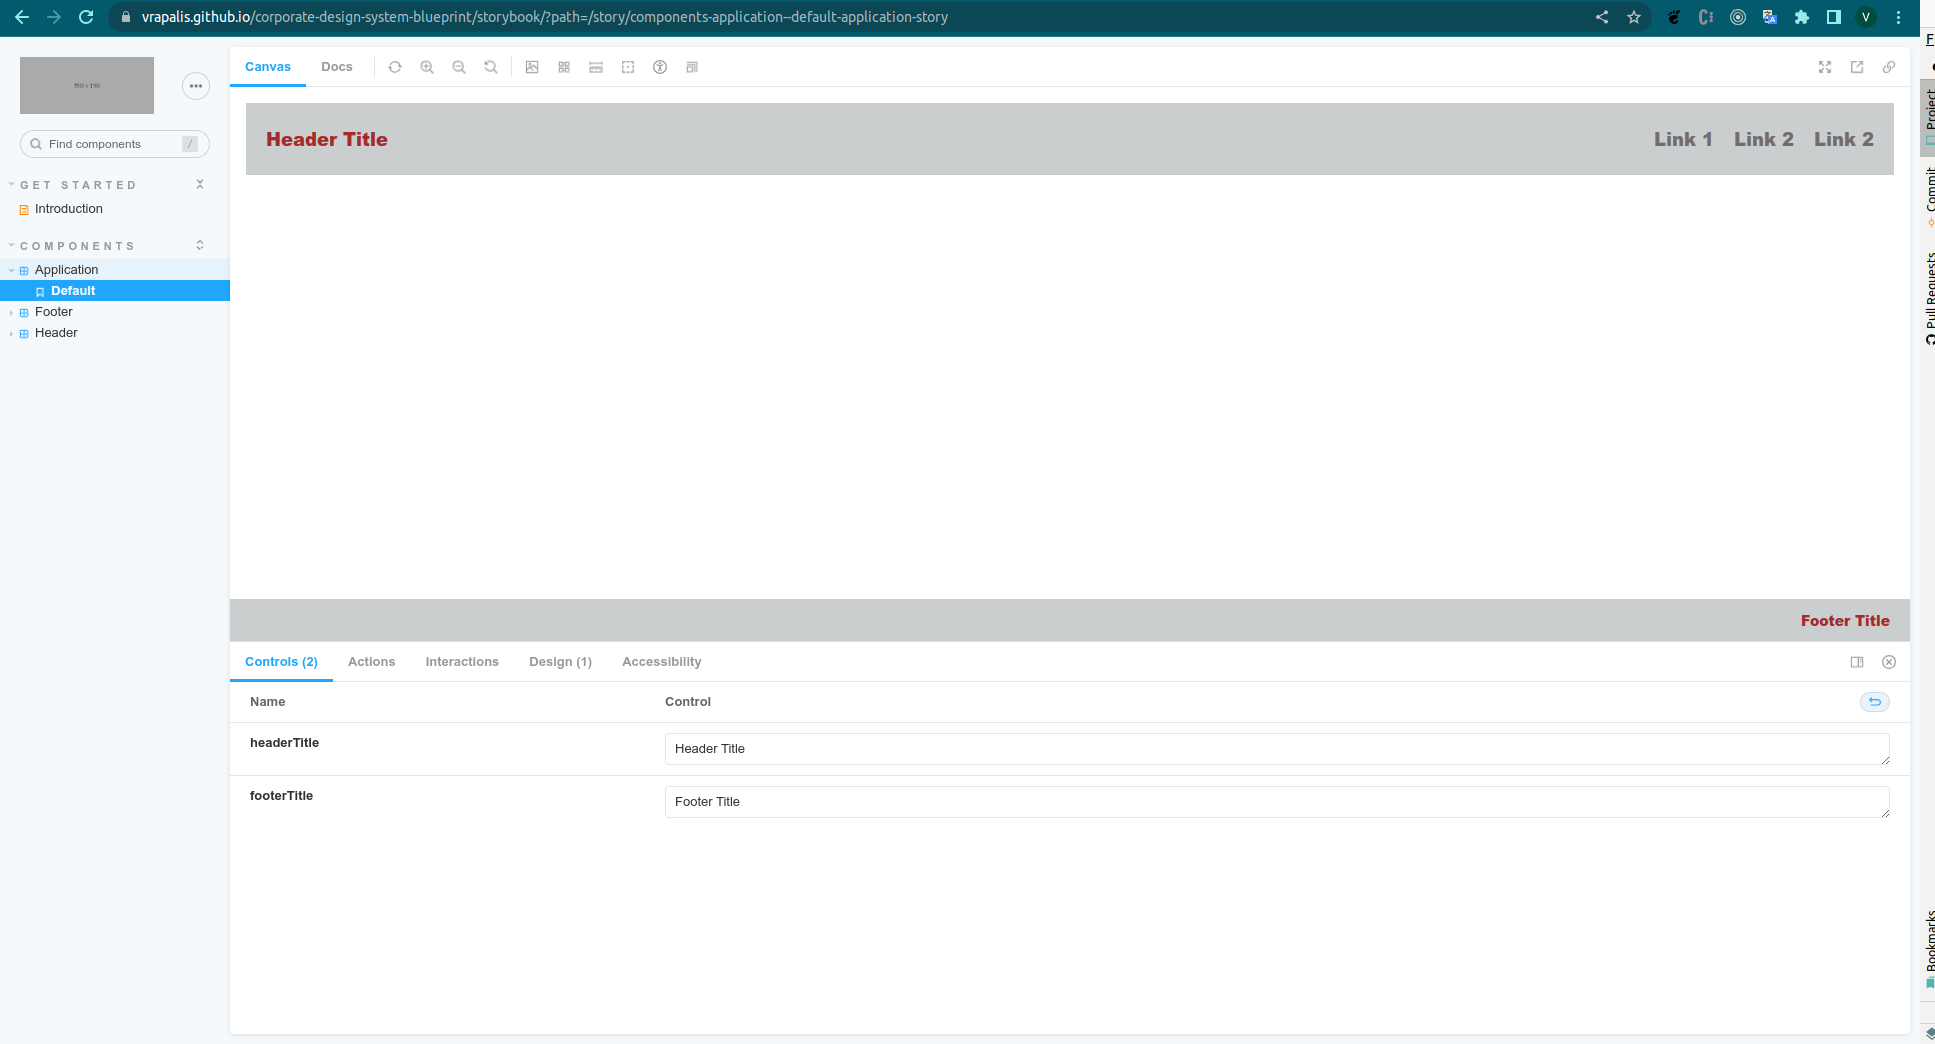 vrapalis.github.io/corporate-design-system-blueprint/storybook/?path=/story/components-application--default-application-story
V
350 x 150
Find components /
GET STARTED
Introduction
COMPONENTS
Application
Default
Footer
Header
Canvas Docs
Header Title Link 1 Link 2 Link 2
Footer Title
Controls (2) Actions Interactions Design (1) Accessibility
Name Control
headerTitle Header Title
footerTitle Footer Title
F
Project
Commit
Pull Requests
Bookmarks